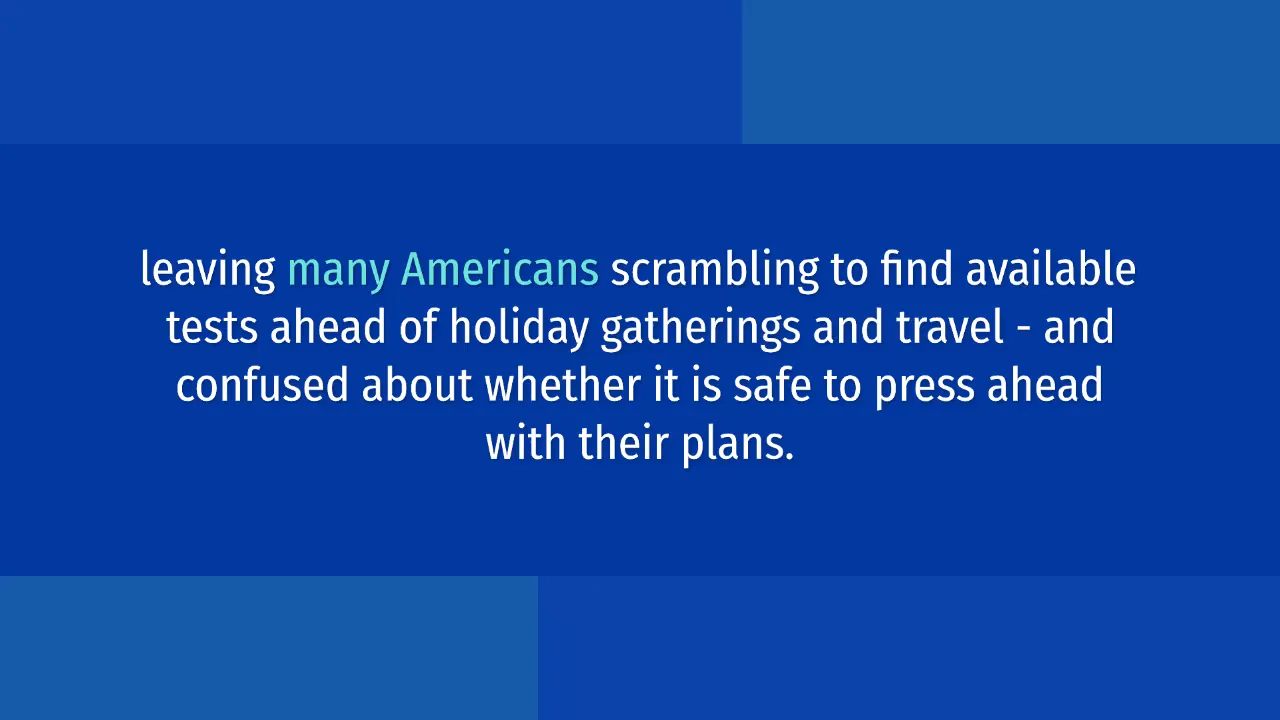 leaving many Americans scrambling to find available
tests ahead of holiday gatherings and travel - and
confused about whether it is safe to press ahead
with their plans.